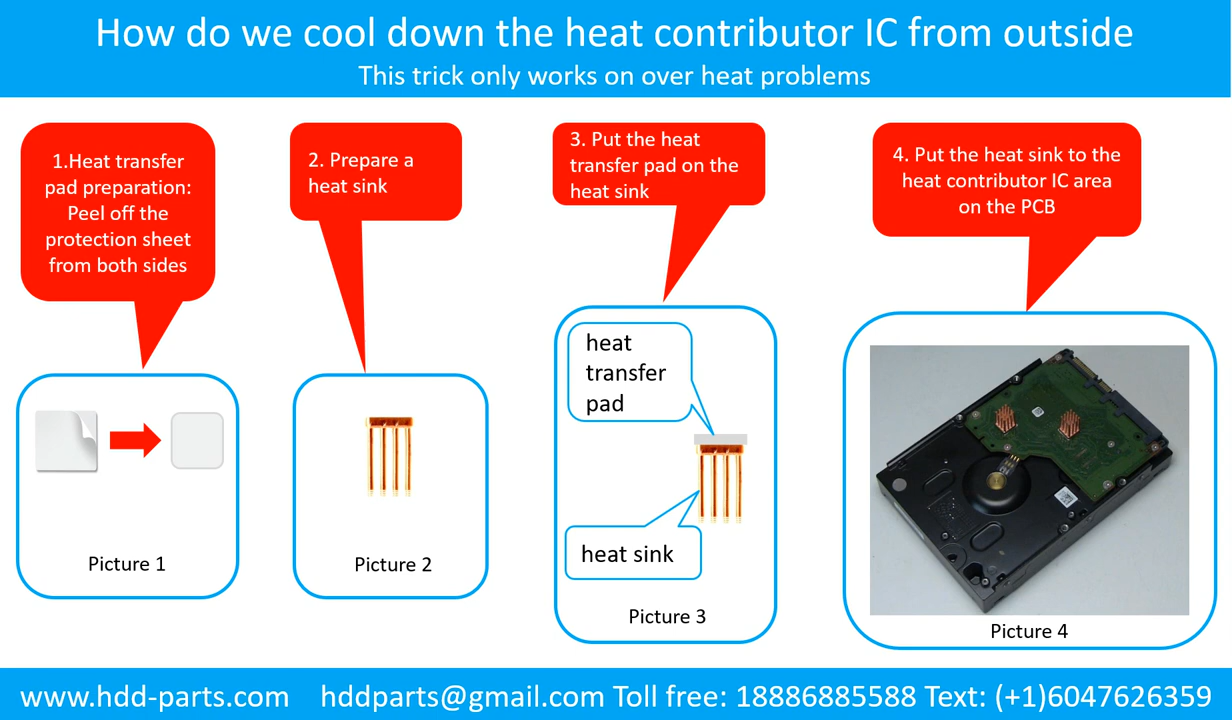 How do we cool down the heat contributor IC from outside
This trick only works on over heat problems
1.Heat transfer
pad preparation:
Peel off the
protection sheet
from both sides
2. Prepare a
heat sink
3. Put the heat
transfer pad on the
heat sink
4. Put the heat sink to the
heat contributor IC area
on the PCB
Picture 1
Picture 2
heat
transfer
pad
heat sink
Picture 3
Picture 4
www.hdd-parts.com hddparts@gmail.com Toll free: 18886885588 Text: (+1)6047626359